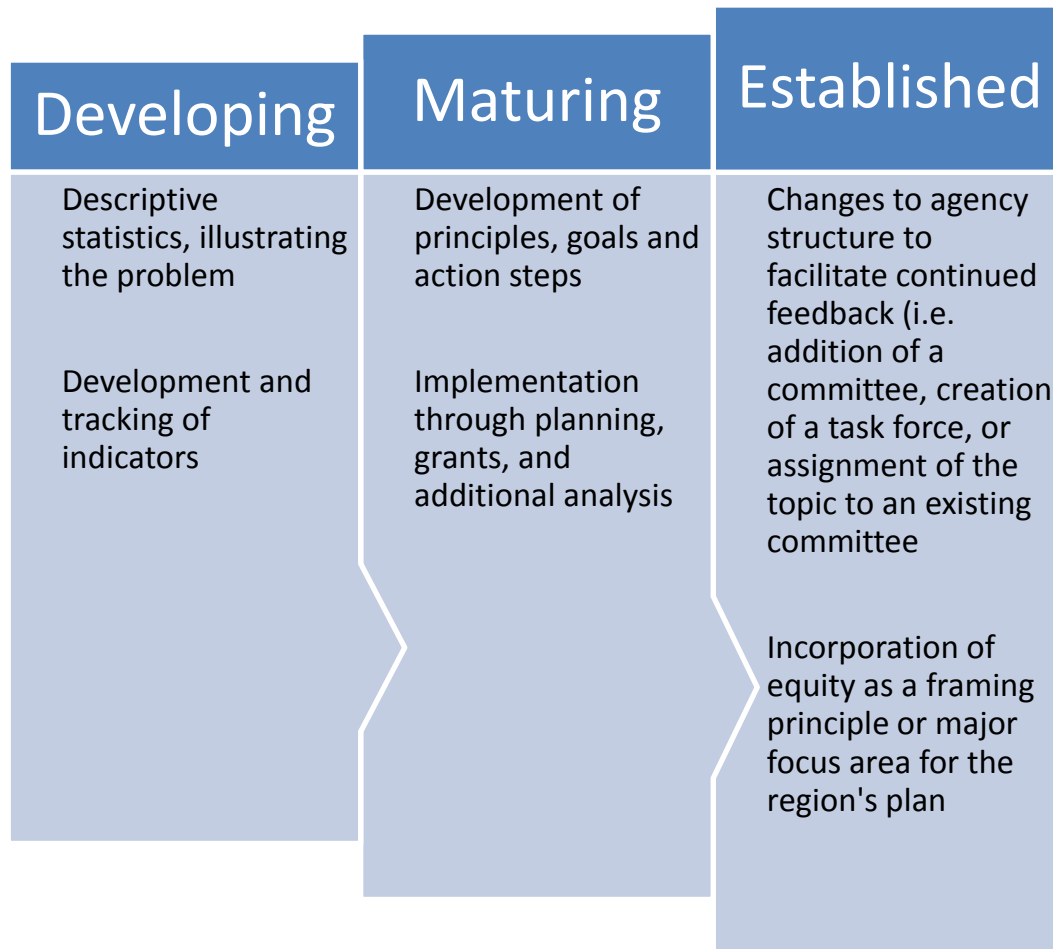 Developing
Descriptive
statistics, illustrating
the problem
Development and
tracking of
indicators
Maturing
Development of
principles, goals and
action steps
Implementation
through planning,
grants, and
additional analysis
Established
Changes to agency
structure to
facilitate continued
feedback (i.e.
addition of a
committee, creation
of a task force, or
assignment of the
topic to an existing
committee
Incorporation of
equity as a framing
principle or major
focus area for the
region's plan